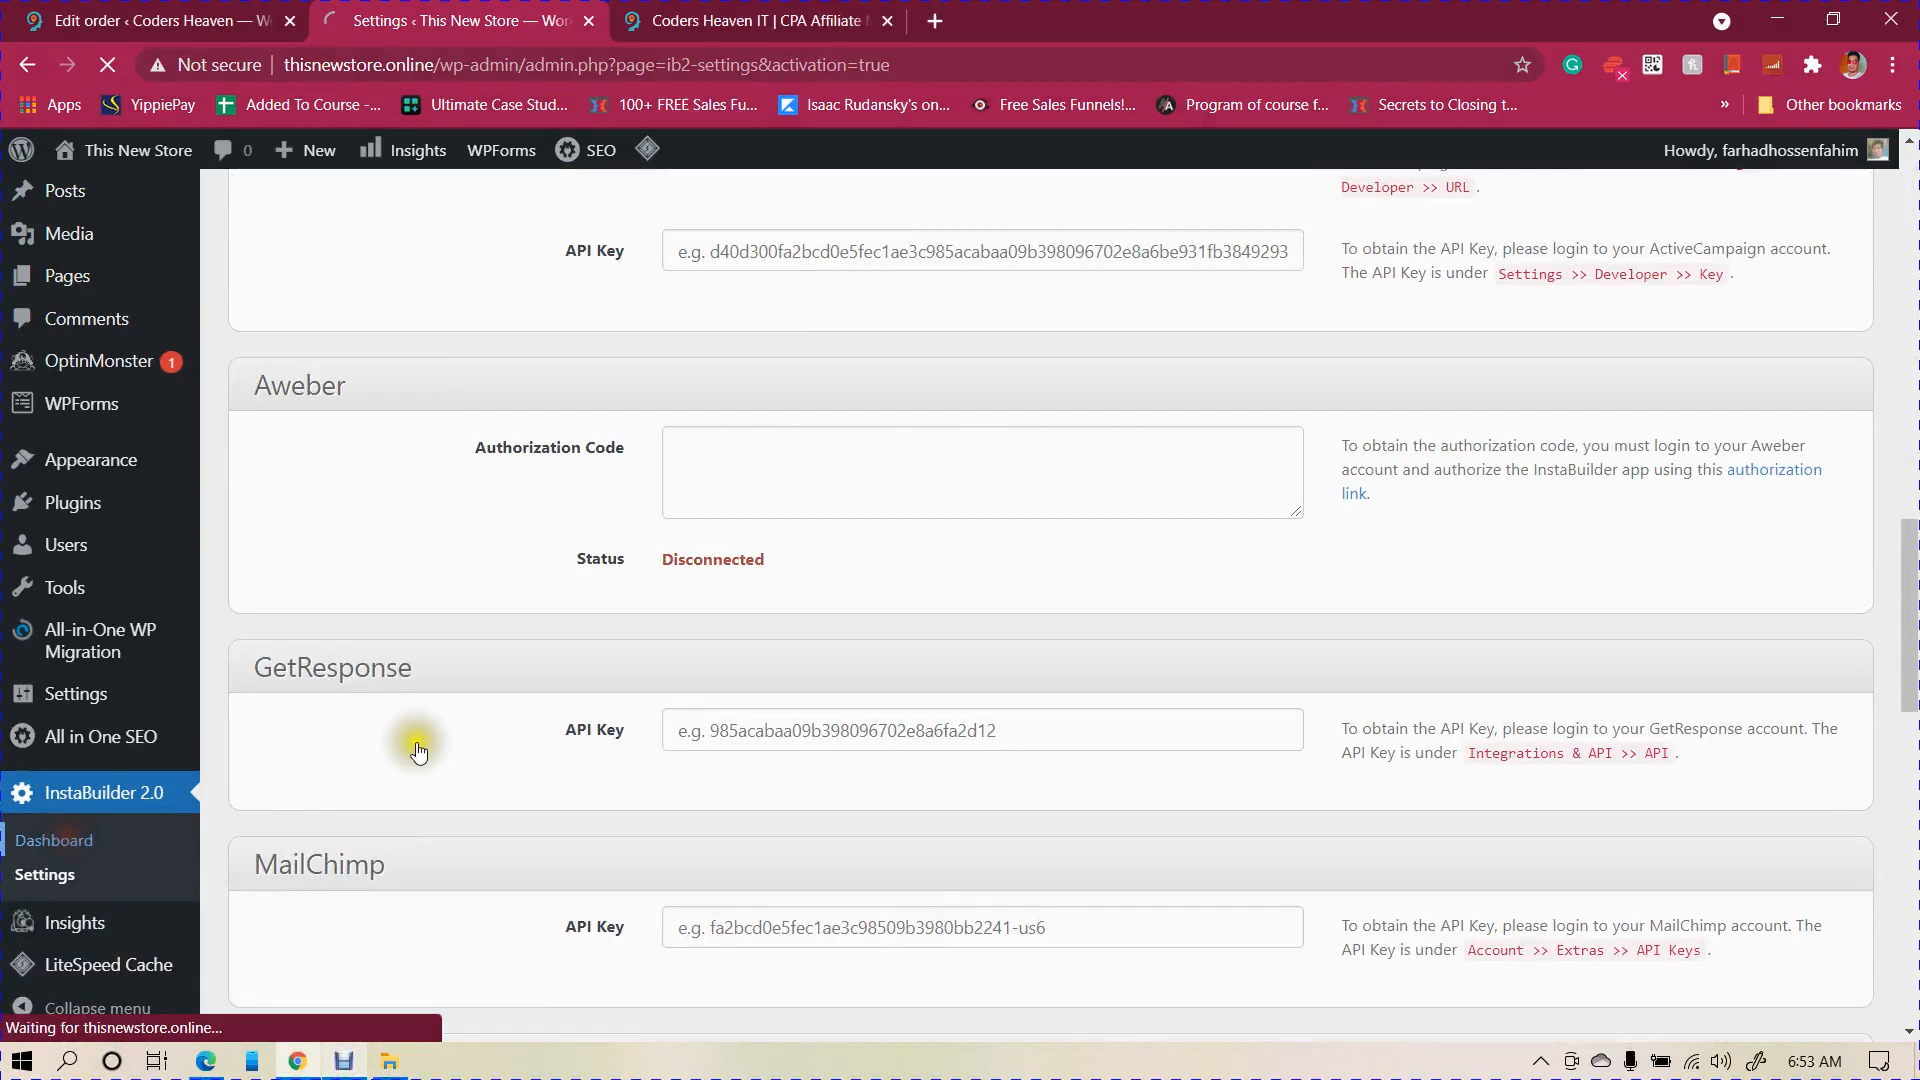 Edit order ‹ Coders Heaven — W
Settings ‹ This New Store — Wor
Coders Heaven IT | CPA Affiliate
Not secure
thisnewstore.online/wp-admin/admin.php?page=ib2-settings&activation=true
Apps
YippiePay
Added To Course -...
Ultimate Case Stud...
100+ FREE Sales Fu...
Isaac Rudansky's on...
Free Sales Funnels!...
Program of course f...
Secrets to Closing t...
»
Other bookmarks
This New Store
0
New
Insights
WPForms
SEO
Howdy, farhadhossenfahim
Posts
Media
Pages
Comments
OptinMonster 1
WPForms
Appearance
Plugins
Users
Tools
All-in-One WP
Migration
Settings
All in One SEO
InstaBuilder 2.0
Dashboard
Settings
Insights
LiteSpeed Cache
Collapse menu
Developer >> URL .
API Key
e.g. d40d300fa2bcd0e5fec1ae3c985acabaa09b398096702e8a6be931fb3849293
To obtain the API Key, please login to your ActiveCampaign account.
The API Key is under Settings >> Developer >> Key .
Aweber
Authorization Code
To obtain the authorization code, you must login to your Aweber
account and authorize the InstaBuilder app using this authorization
link.
Status
Disconnected
GetResponse
API Key
e.g. 985acabaa09b398096702e8a6fa2d12
To obtain the API Key, please login to your GetResponse account. The
API Key is under Integrations & API >> API .
MailChimp
API Key
e.g. fa2bcd0e5fec1ae3c98509b3980bb2241-us6
To obtain the API Key, please login to your MailChimp account. The
API Key is under Account >> Extras >> API Keys .
Waiting for thisnewstore.online...
6:53 AM